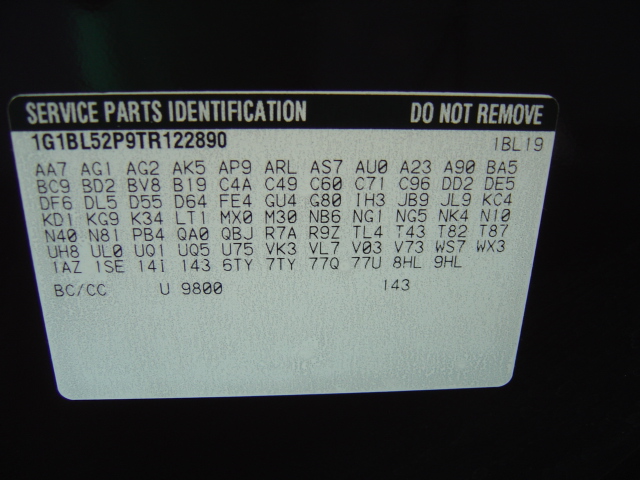 SERVICE PARTS IDENTIFICATION DO NOT REMOVE
1G1BL52P9TR122890 1BL19
AA7 AG1 AG2 AK5 AP9 ARL AS7 AU0 A23 A90 BA5
BC9 BD2 BV8 B19 C4A C49 C60 C71 C96 DD2 DE5
DF6 DL5 D55 D64 FE4 GU4 G80 IH3 JB9 JL9 KC4
KD1 KG9 K34 LT1 MX0 M30 NB6 NG1 NG5 NK4 N10
N40 N81 PB4 QA0 QBJ R7A R9Z TL4 T43 T82 T87
UH8 UL0 UQ1 UQ5 U75 VK3 VL7 V03 V73 WS7 WX3
1AZ 1SE 14I 143 6TY 7TY 77Q 77U 8HL 9HL
BC/CC U 9800 143